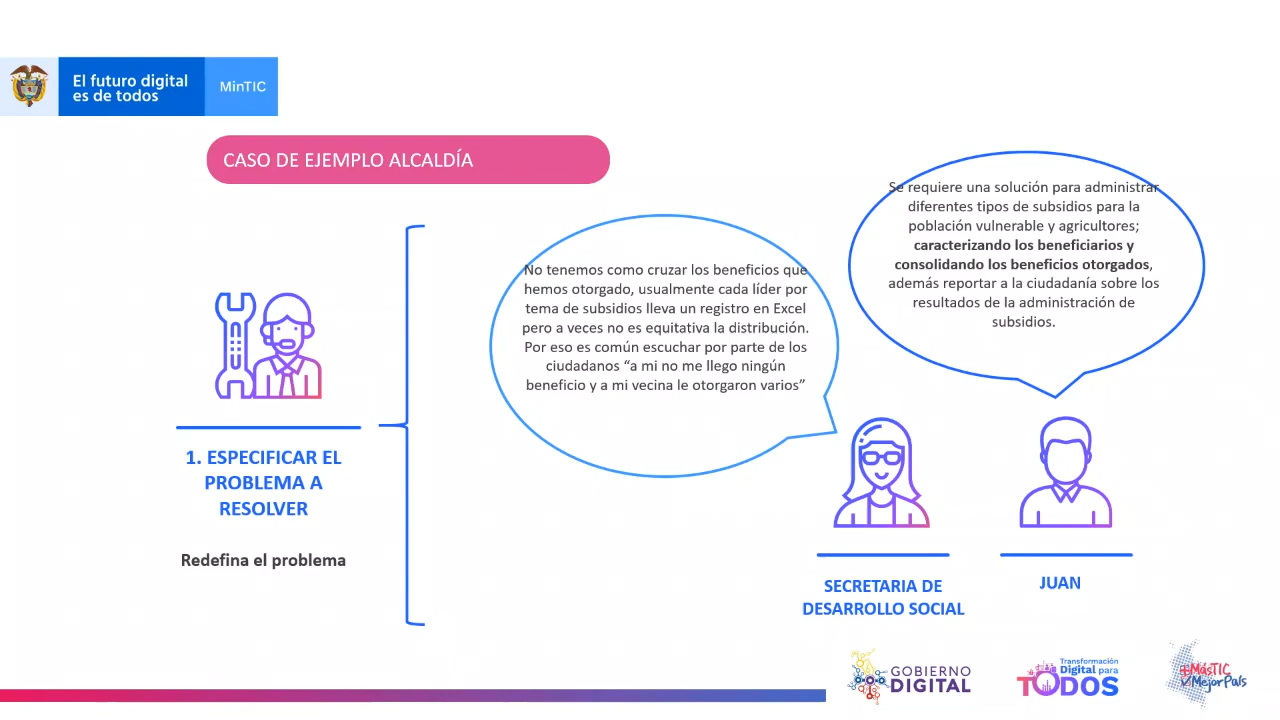 El futuro digital
es de todos
MinTIC
CASO DE EJEMPLO ALCALDÍA
Se requiere una solución para administrar
diferentes tipos de subsidios para la
población vulnerable y agricultores;
caracterizando los beneficiarios y
consolidando los beneficios otorgados,
además reportar a la ciudadanía sobre los
resultados de la administración de
subsidios.
No tenemos como cruzar los beneficios que
hemos otorgado, usualmente cada líder por
tema de subsidios lleva un registro en Excel
pero a veces no es equitativa la distribución.
Por eso es común escuchar por parte de los
ciudadanos “a mi no me llego ningún
beneficio y a mi vecina le otorgaron varios”
1. ESPECIFICAR EL
PROBLEMA A
RESOLVER
Redefina el problema
SECRETARIA DE
DESARROLLO SOCIAL
JUAN
GOBIERNO
DIGITAL
Transformación
Digital para
TODOS
+MásTIC
MejorPaís